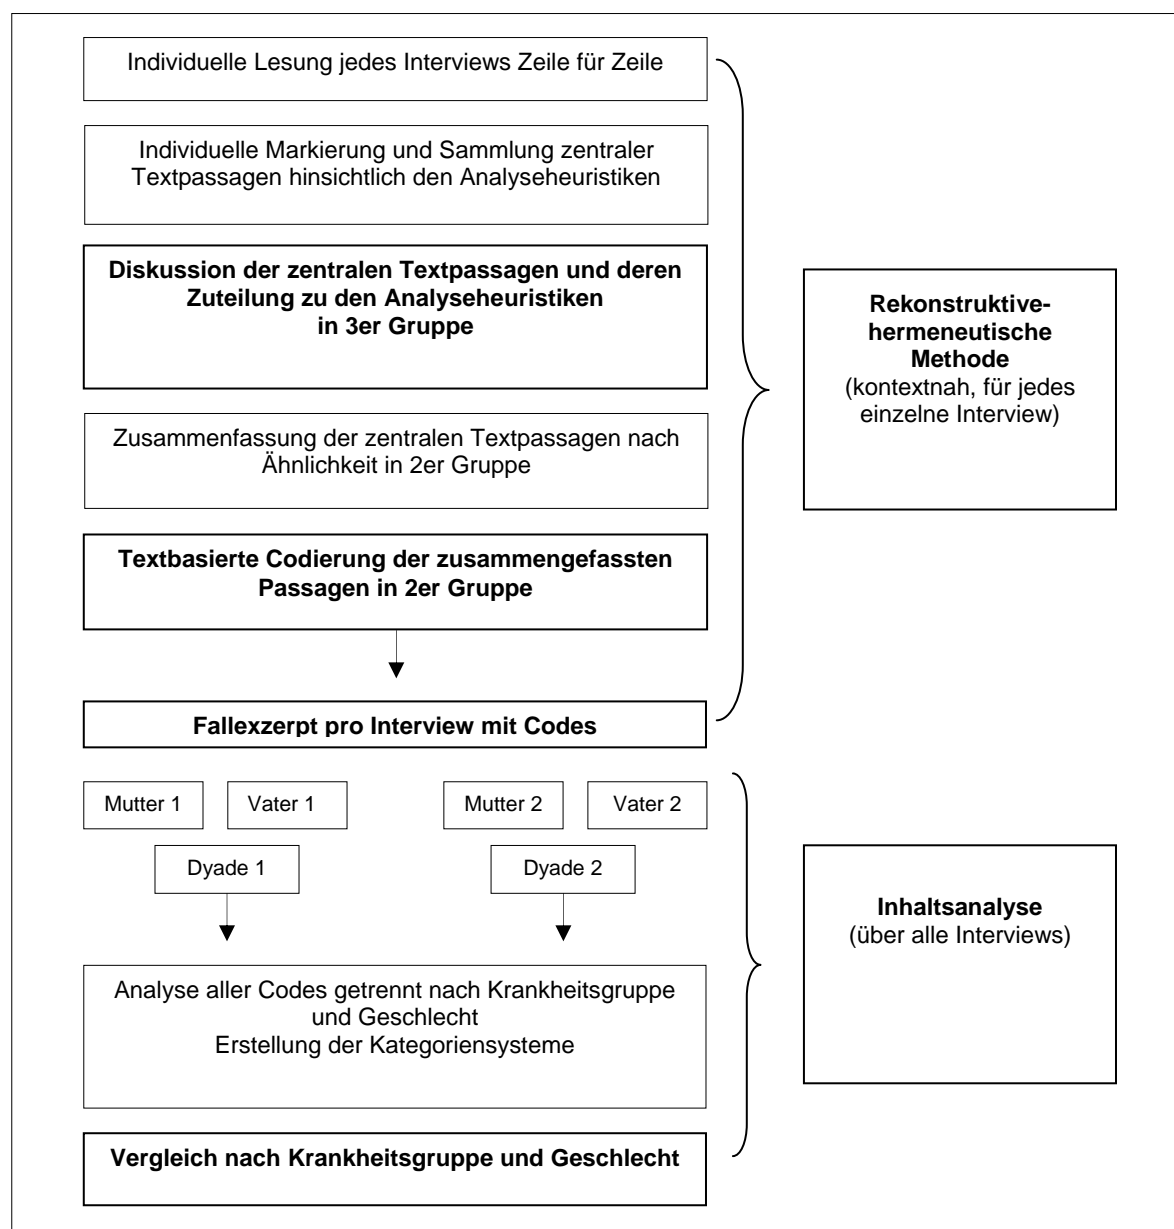 Individuelle Lesung jedes Interviews Zeile für Zeile
Individuelle Markierung und Sammlung zentraler
Textpassagen hinsichtlich den Analyseheuristiken
Diskussion der zentralen Textpassagen und deren
Zuteilung zu den Analyseheuristiken
in 3er Gruppe
Zusammenfassung der zentralen Textpassagen nach
Ähnlichkeit in 2er Gruppe
Textbasierte Codierung der zusammengefassten
Passagen in 2er Gruppe
Fallexzerpt pro Interview mit Codes
Rekonstruktive-
hermeneutische
Methode
(kontextnah, für jedes
einzelne Interview)
Mutter 1
Vater 1
Mutter 2
Vater 2
Dyade 1
Dyade 2
Analyse aller Codes getrennt nach Krankheitsgruppe
und Geschlecht
Erstellung der Kategoriensysteme
Vergleich nach Krankheitsgruppe und Geschlecht
Inhaltsanalyse
(über alle Interviews)